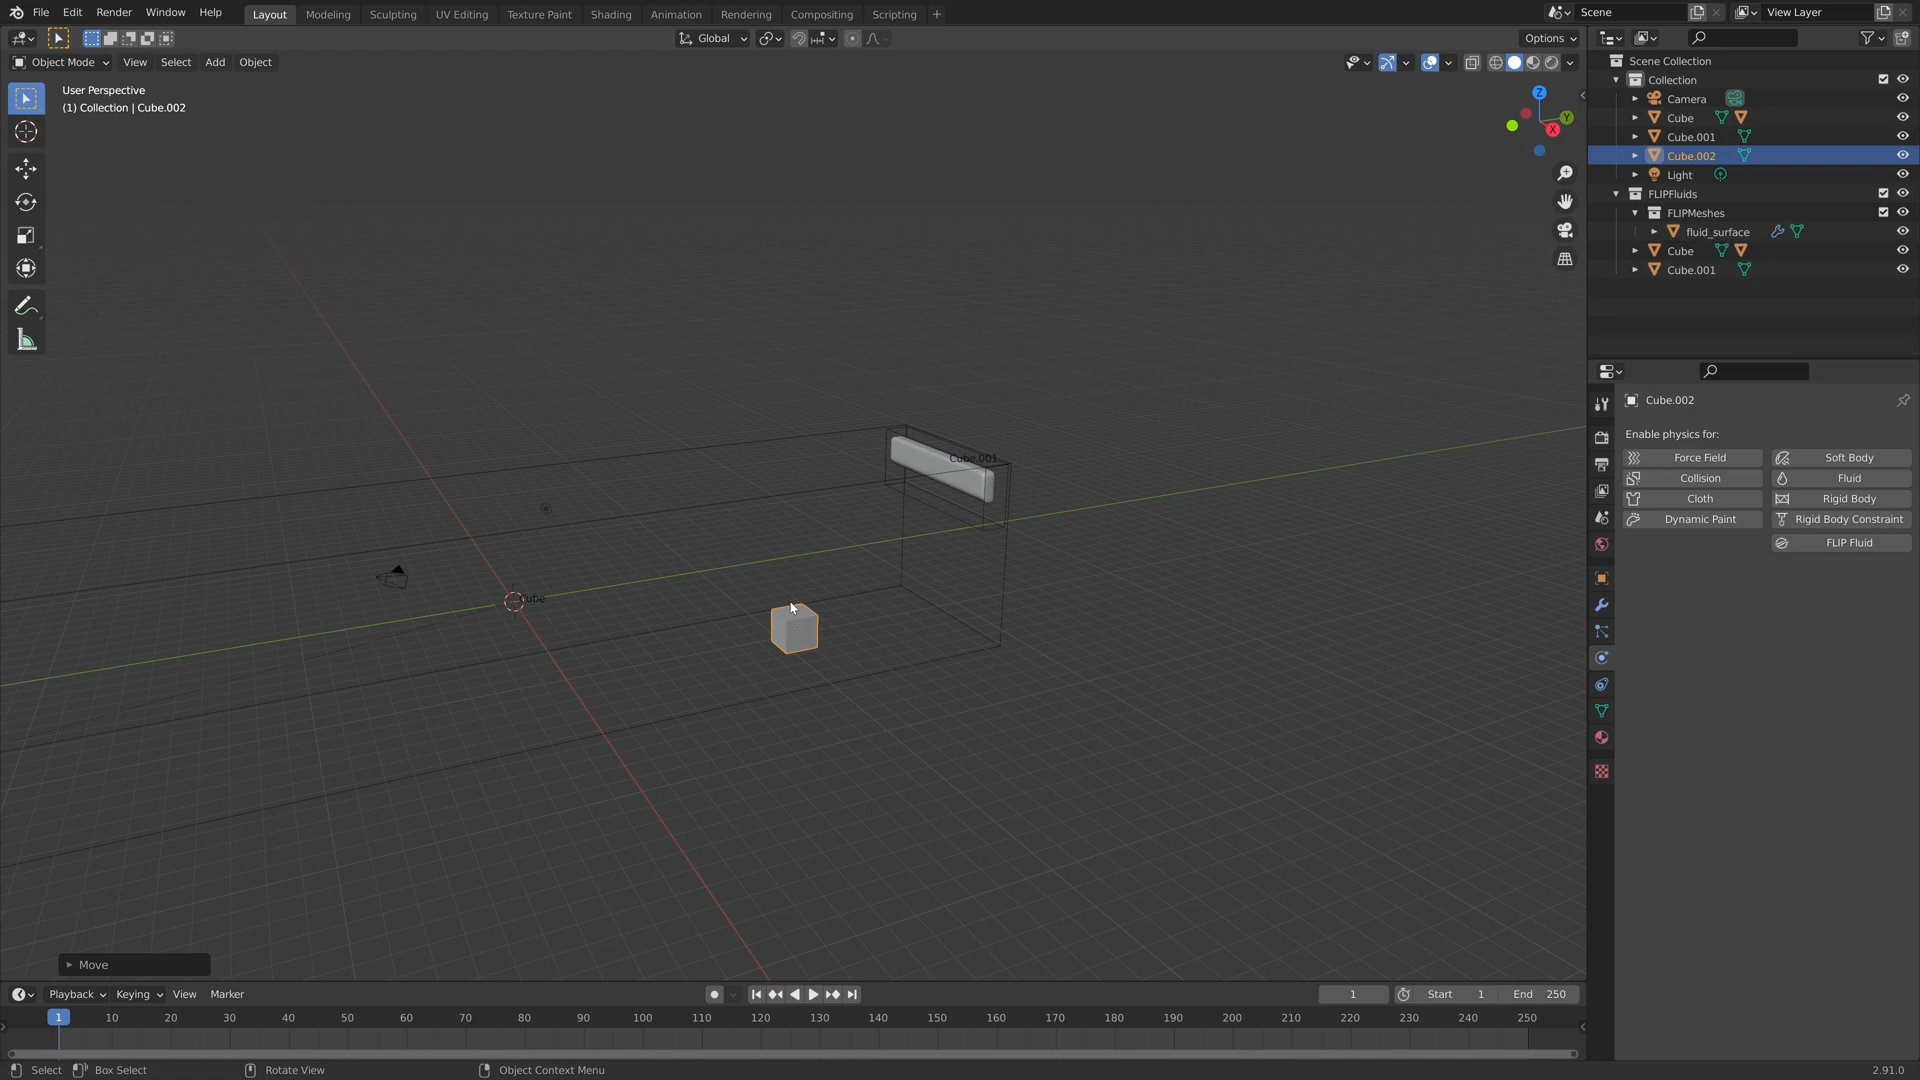 File Edit Render Window Help Layout Modeling Sculpting UV Editing Texture Paint Shading Animation Rendering Compositing Scripting + Scene View Layer
Global Options
Object Mode View Select Add Object
User Perspective
(1) Collection | Cube.002
Z
Y
X
Cube.001
Cube
Move
Scene Collection
Collection
Camera
Cube
Cube.001
Cube.002
Light
FLIPFluids
FLIPMeshes
fluid_surface
Cube
Cube.001
Cube.002
Enable physics for:
Force Field Soft Body
Collision Fluid
Cloth Rigid Body
Dynamic Paint Rigid Body Constraint
FLIP Fluid
Playback Keying View Marker 1 Start 1 End 250
1 10 20 30 40 50 60 70 80 90 100 110 120 130 140 150 160 170 180 190 200 210 220 230 240 250
Select Box Select Rotate View Object Context Menu 2.91.0